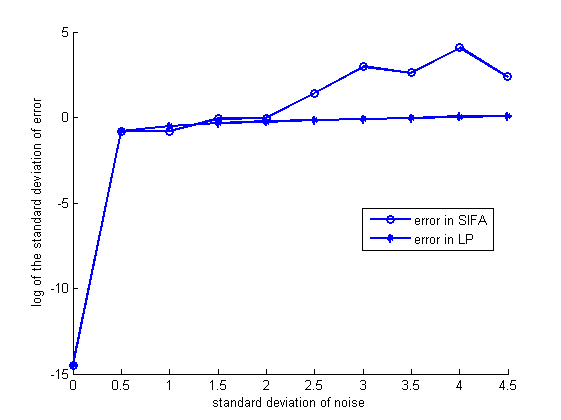 5
0
-5
-10
-15
log of the standard deviation of error
error in SIFA
error in LP
0 0.5 1 1.5 2 2.5 3 3.5 4 4.5
standard deviation of noise